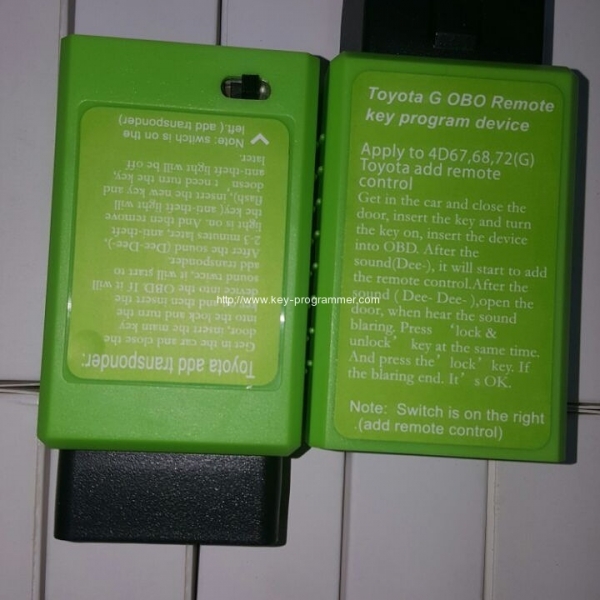 Toyota add transponder:
Get in the car and close the
door, insert the main key
into the lock and turn the
and then insert the
device into the OBD. If it DD
sound twice, it will start to
add transponder.
After the sound (Dee-Dee-),
2-3 minutes later, anti-theft
light is on. And then remove
the key ( anti-theft light will
flash), insert the new key and
doesn' t need turn the key,
anti-theft light will be off
later.
Note: switch is on the
left.( add transponder)
Toyota G OBO Remote
key program device
Apply to 4D67,68,72(G)
Toyota add remote
control
Get in the car and close the
door, insert the key and turn
the key on, insert the device
into OBD. After the
sound(Dee-), it will start to add
the remote control.After the
sound ( Dee- Dee- ),open the
door, when hear the sound
blaring. Press ‘lock &
unlock’ key at the same time.
And press the’ lock’ key. If
the blaring end. It’ s OK.
Note: Switch is on the right
.(add remote control)
http://www.key-programmer.com